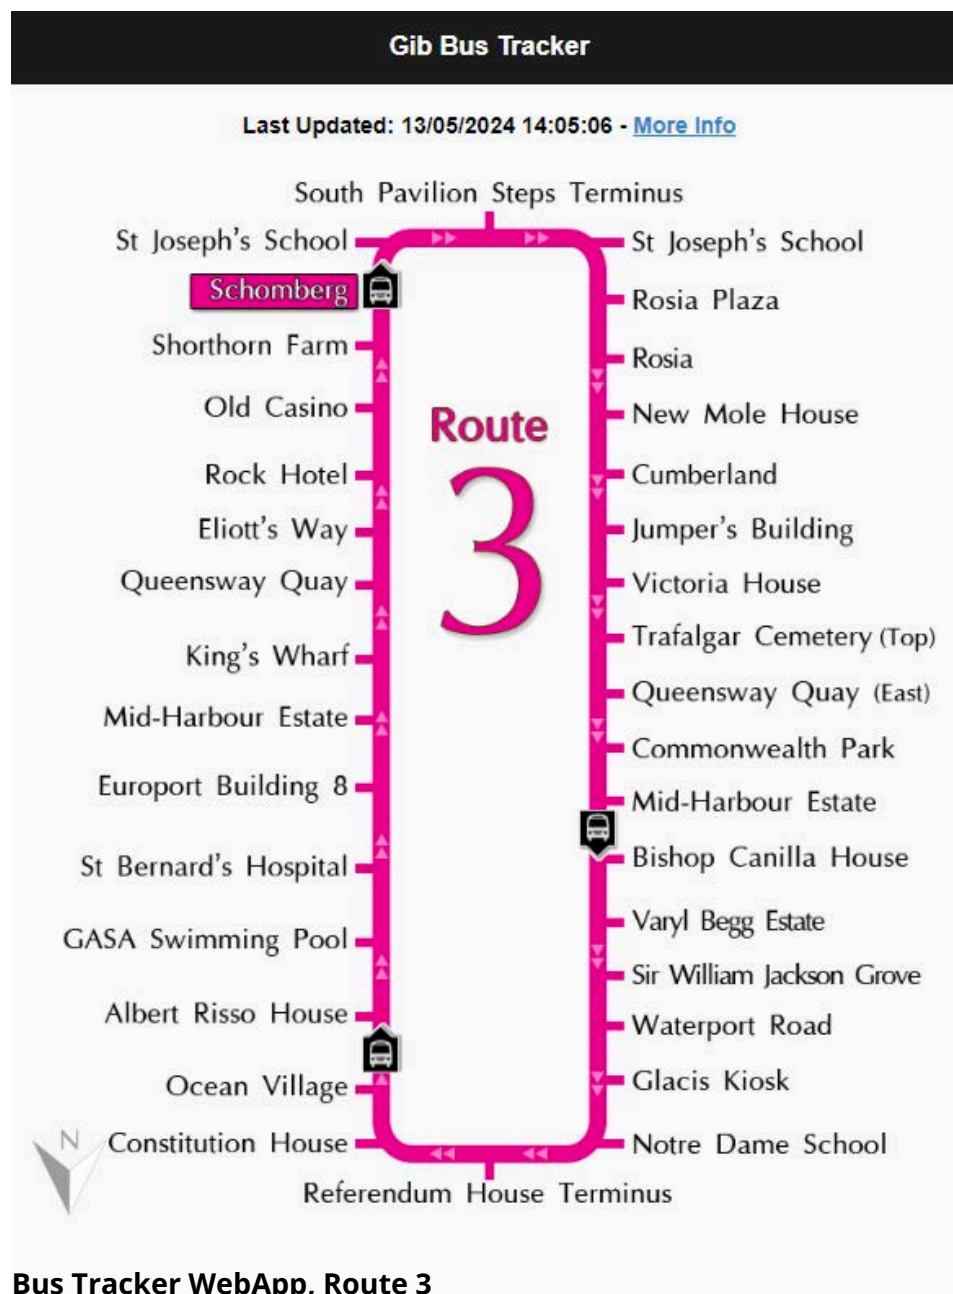 Gib Bus Tracker
Last Updated: 13/05/2024 14:05:06 - More Info
South Pavilion Steps Terminus
St Joseph's School
Schomberg
Shorthorn Farm
Old Casino
Rock Hotel
Eliott's Way
Queensway Quay
King's Wharf
Mid-Harbour Estate
Europort Building 8
St Bernard's Hospital
GASA Swimming Pool
Albert Risso House
Ocean Village
Constitution House
Route
3
St Joseph's School
Rosia Plaza
Rosia
New Mole House
Cumberland
Jumper's Building
Victoria House
Trafalgar Cemetery (Top)
Queensway Quay (East)
Commonwealth Park
Mid-Harbour Estate
Bishop Canilla House
Varyl Begg Estate
Sir William Jackson Grove
Waterport Road
Glacis Kiosk
Notre Dame School
N
Referendum House Terminus
Bus Tracker WebApp, Route 3